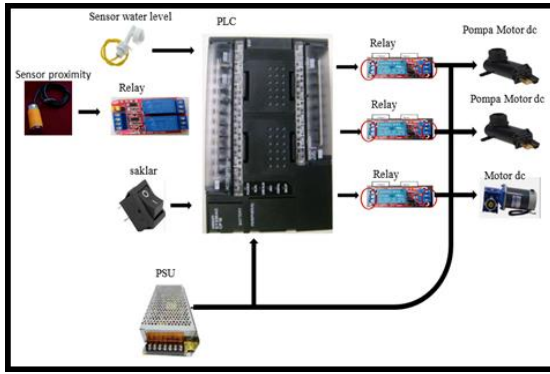 Sensor water level
PLC
Pompa Motor dc
Relay
Sensor proximity
Relay
Pompa Motor dc
Relay
saklar
Relay
Motor dc
PSU